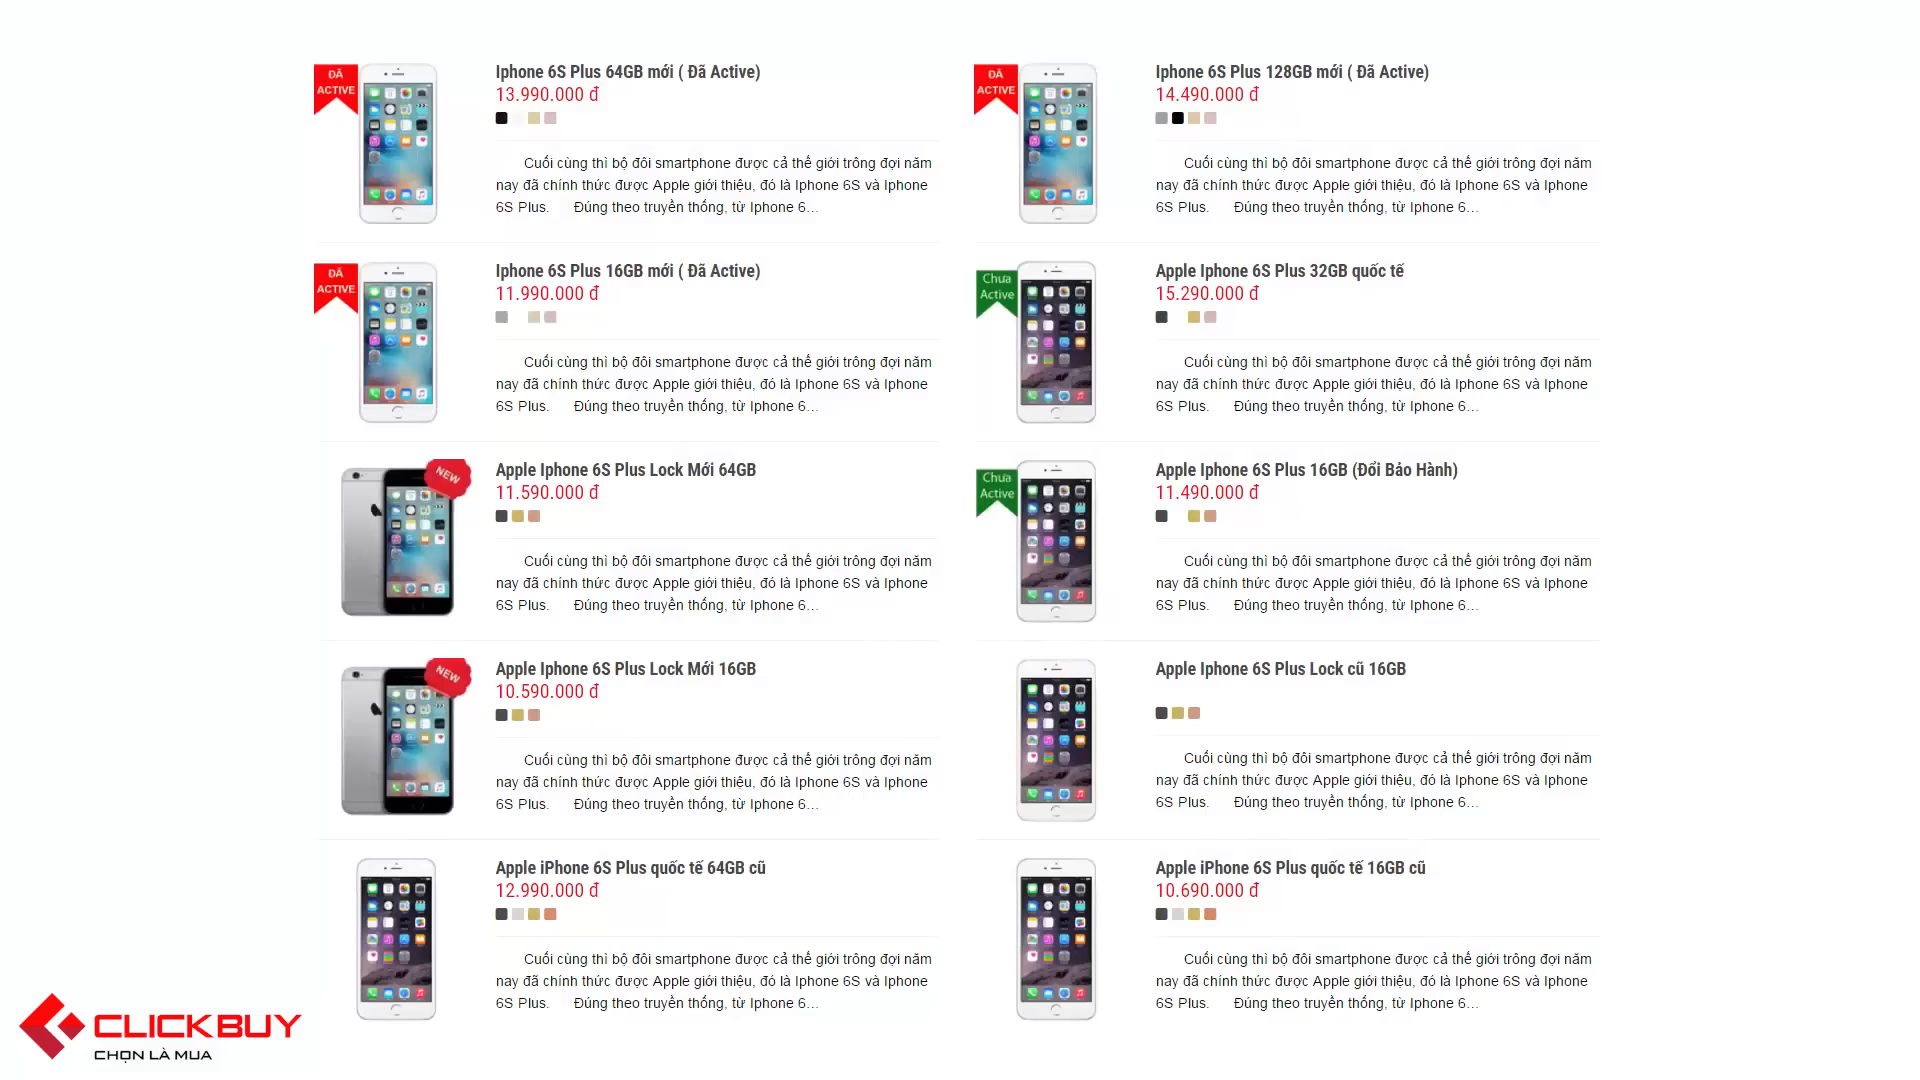 ĐÃ
ACTIVE
Iphone 6S Plus 64GB mới ( Đã Active)
13.990.000 đ
Cuối cùng thì bộ đôi smartphone được cả thế giới trông đợi năm
nay đã chính thức được Apple giới thiệu, đó là Iphone 6S và Iphone
6S Plus. Đúng theo truyền thống, từ Iphone 6...
ĐÃ
ACTIVE
Iphone 6S Plus 128GB mới ( Đã Active)
14.490.000 đ
Cuối cùng thì bộ đôi smartphone được cả thế giới trông đợi năm
nay đã chính thức được Apple giới thiệu, đó là Iphone 6S và Iphone
6S Plus. Đúng theo truyền thống, từ Iphone 6...
ĐÃ
ACTIVE
Iphone 6S Plus 16GB mới ( Đã Active)
11.990.000 đ
Cuối cùng thì bộ đôi smartphone được cả thế giới trông đợi năm
nay đã chính thức được Apple giới thiệu, đó là Iphone 6S và Iphone
6S Plus. Đúng theo truyền thống, từ Iphone 6...
Chưa
Active
Apple Iphone 6S Plus 32GB quốc tế
15.290.000 đ
Cuối cùng thì bộ đôi smartphone được cả thế giới trông đợi năm
nay đã chính thức được Apple giới thiệu, đó là Iphone 6S và Iphone
6S Plus. Đúng theo truyền thống, từ Iphone 6...
NEW
Apple Iphone 6S Plus Lock Mới 64GB
11.590.000 đ
Cuối cùng thì bộ đôi smartphone được cả thế giới trông đợi năm
nay đã chính thức được Apple giới thiệu, đó là Iphone 6S và Iphone
6S Plus. Đúng theo truyền thống, từ Iphone 6...
Chưa
Active
Apple Iphone 6S Plus 16GB (Đổi Bảo Hành)
11.490.000 đ
Cuối cùng thì bộ đôi smartphone được cả thế giới trông đợi năm
nay đã chính thức được Apple giới thiệu, đó là Iphone 6S và Iphone
6S Plus. Đúng theo truyền thống, từ Iphone 6...
NEW
Apple Iphone 6S Plus Lock Mới 16GB
10.590.000 đ
Cuối cùng thì bộ đôi smartphone được cả thế giới trông đợi năm
nay đã chính thức được Apple giới thiệu, đó là Iphone 6S và Iphone
6S Plus. Đúng theo truyền thống, từ Iphone 6...
Apple Iphone 6S Plus Lock cũ 16GB
Cuối cùng thì bộ đôi smartphone được cả thế giới trông đợi năm
nay đã chính thức được Apple giới thiệu, đó là Iphone 6S và Iphone
6S Plus. Đúng theo truyền thống, từ Iphone 6...
Apple iPhone 6S Plus quốc tế 64GB cũ
12.990.000 đ
Cuối cùng thì bộ đôi smartphone được cả thế giới trông đợi năm
nay đã chính thức được Apple giới thiệu, đó là Iphone 6S và Iphone
6S Plus. Đúng theo truyền thống, từ Iphone 6...
Apple iPhone 6S Plus quốc tế 16GB cũ
10.690.000 đ
Cuối cùng thì bộ đôi smartphone được cả thế giới trông đợi năm
nay đã chính thức được Apple giới thiệu, đó là Iphone 6S và Iphone
6S Plus. Đúng theo truyền thống, từ Iphone 6...
CLICKBUY
CHỌN LÀ MUA